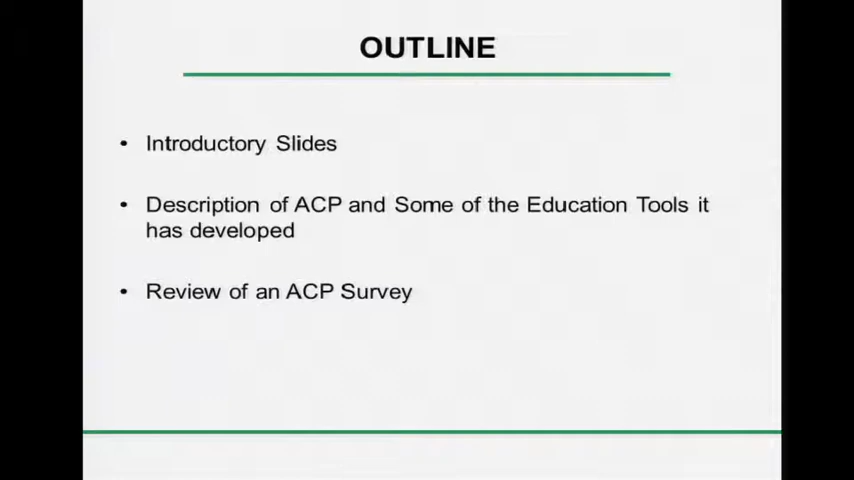 OUTLINE
• Introductory Slides
• Description of ACP and Some of the Education Tools it
has developed
• Review of an ACP Survey